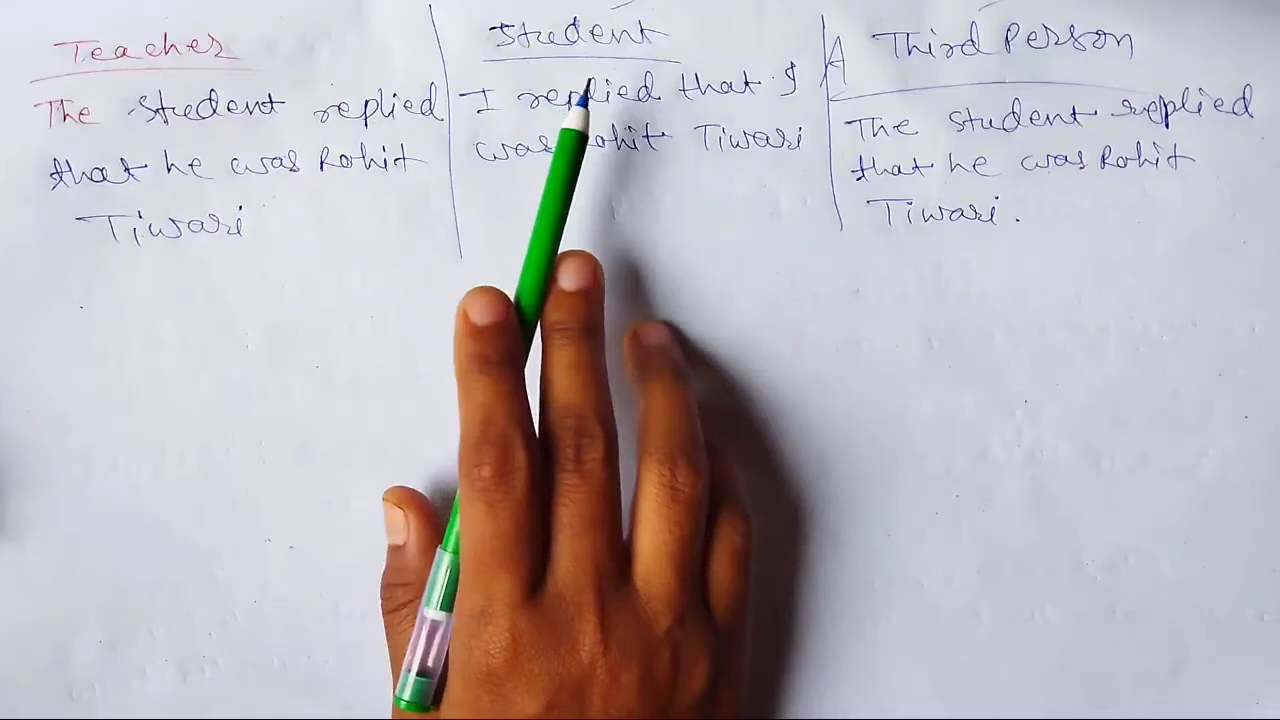 Teacher
The student replied
that he was Rohit
Tiwari
Student
I replied that I
was Rohit Tiwari
A Third Person
The student replied
that he was Rohit
Tiwari.